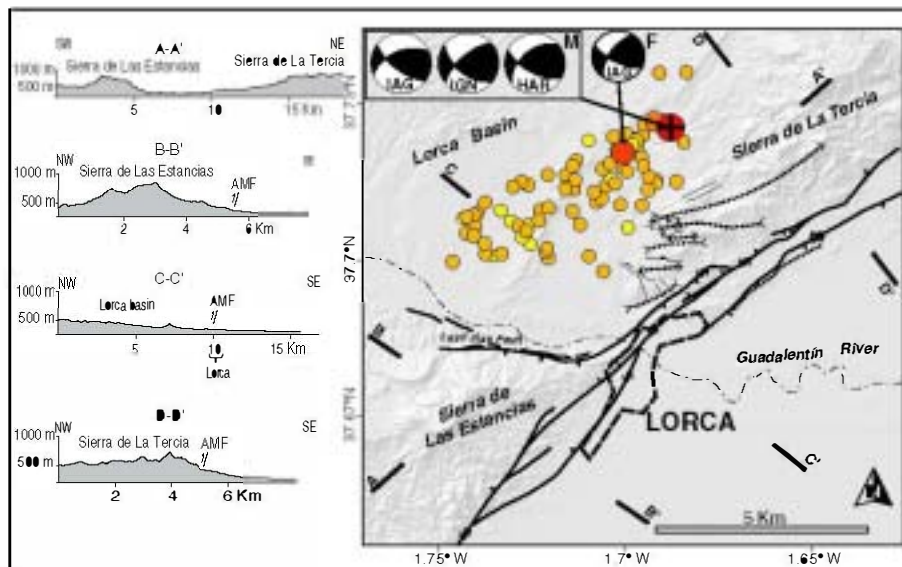 A-A'
NE
Sierra de Las Estancias
Sierra de La Tercia
1000 m
500 m
5
10
15 Km
B-B'
NW
Sierra de Las Estancias
1000 m
AMF
500 m
2
4
6 Km
C-C'
NW
SE
1000 m
Lorca basin
AMF
500 m
5
10
15 Km
Lorca
D-D'
NW
SE
1000 m
Sierra de La Tercia
AMF
500 m
2
4
6 Km
M
F
IAG
IGN
HAR
IAG
A'
Lorca Basin
Sierra de La Tercia
C
37.7°N
D'
B
Guadalentín River
Sierra de
Las Estancias
37.67°N
LORCA
A
C'
B'
N
5 Km
1.75° W
1.7° W
1.65° W